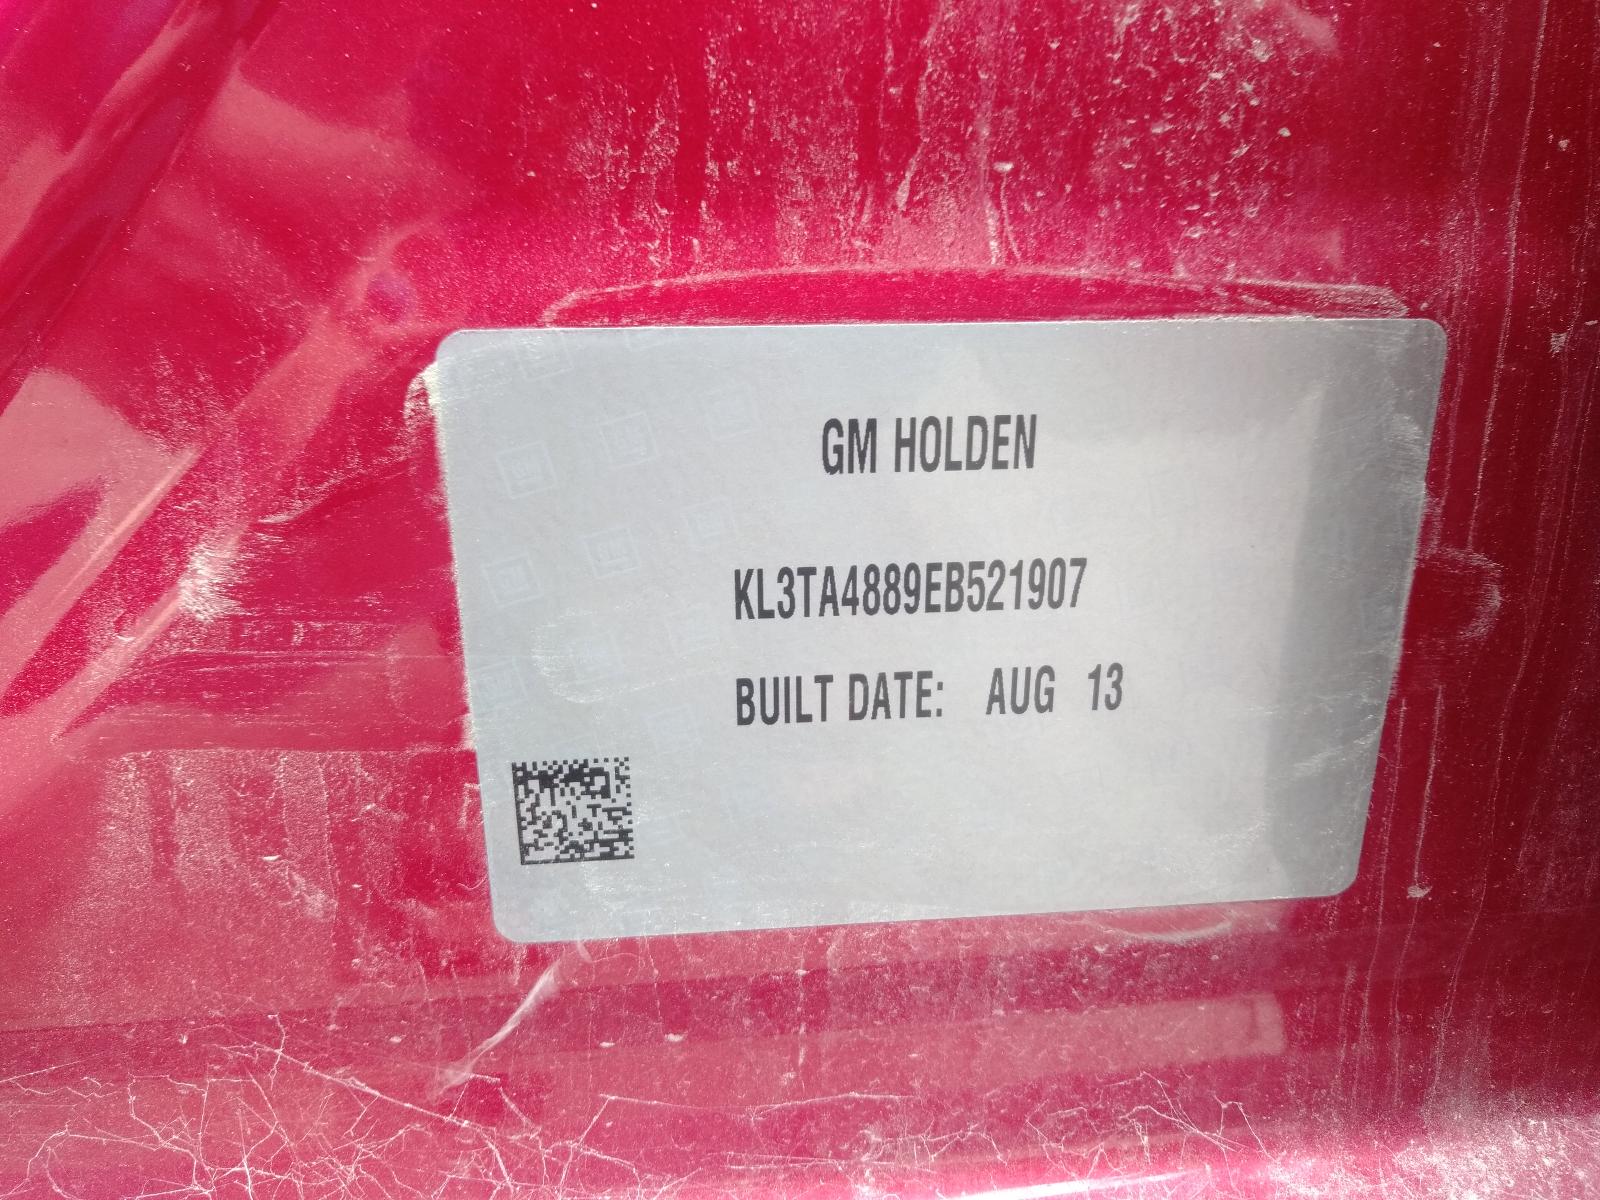 GM HOLDEN
KL3TA4889EB521907
BUILT DATE: AUG 13